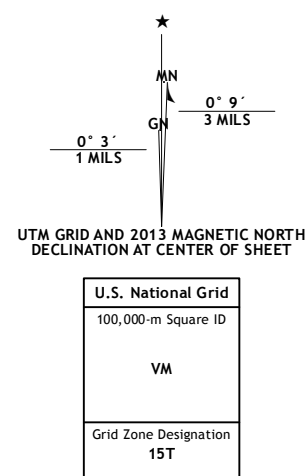 ★
MN
0° 9´
3 MILS
GN
0° 3´
1 MILS
UTM GRID AND 2013 MAGNETIC NORTH
DECLINATION AT CENTER OF SHEET
U.S. National Grid
100,000-m Square ID
VM
Grid Zone Designation
15T